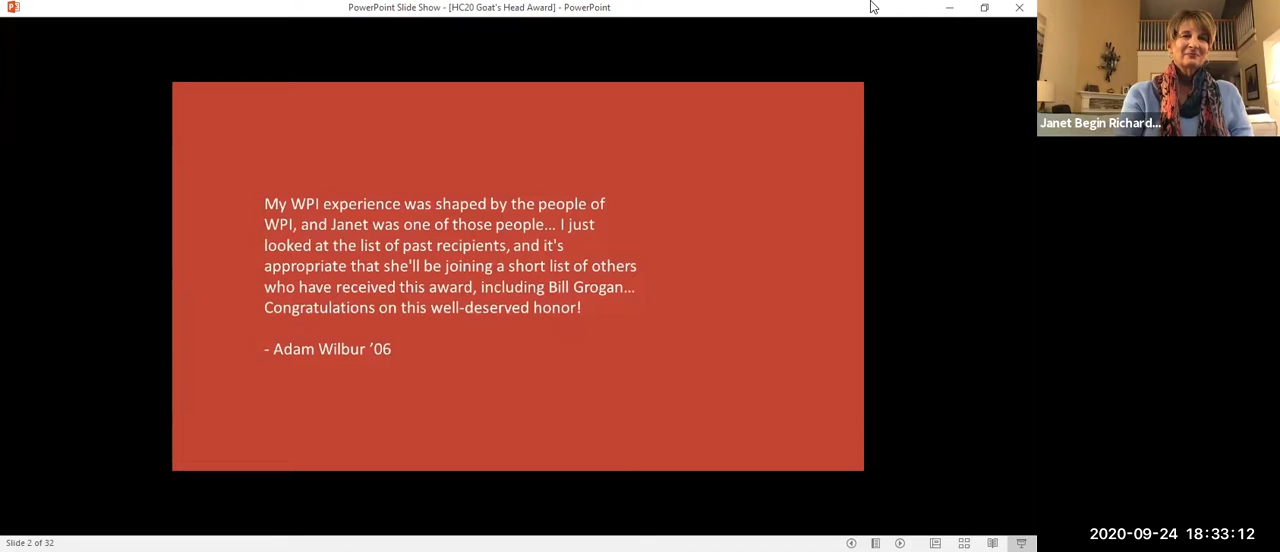 PowerPoint Slide Show - [HC20 Goat's Head Award] - PowerPoint
Janet Begin Richard...
My WPI experience was shaped by the people of
WPI, and Janet was one of those people... I just
looked at the list of past recipients, and it's
appropriate that she'll be joining a short list of others
who have received this award, including Bill Grogan...
Congratulations on this well-deserved honor!
- Adam Wilbur ’06
2020-09-24 18:33:12
Slide 2 of 32